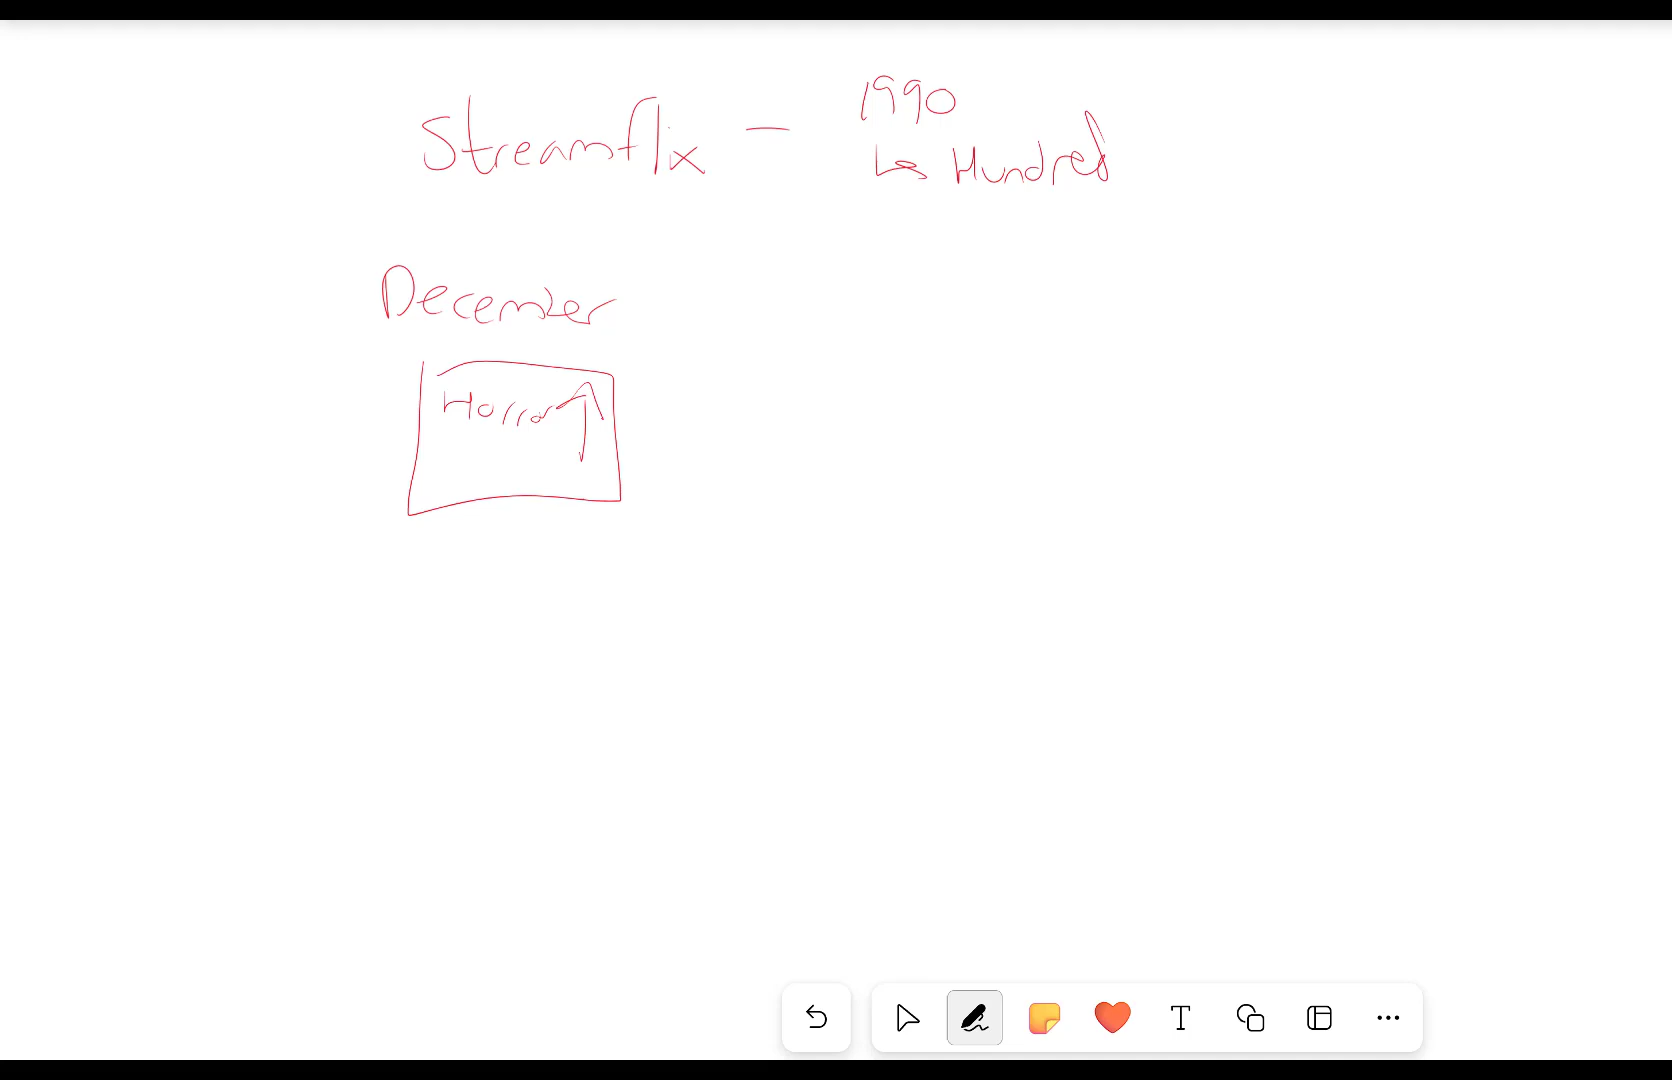 Streamflix - 1990
↳ Hundred
December
Horror ↑
T